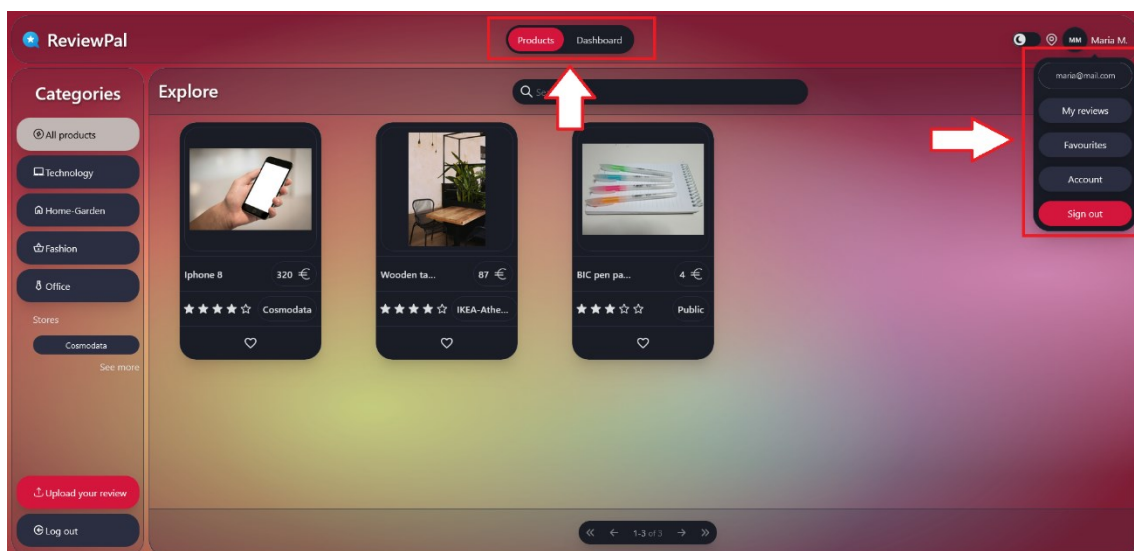 ReviewPal
Products Dashboard
MM Maria M.
maria@mail.com
My reviews
Favourites
Account
Sign out
Categories
All products
Technology
Home-Garden
Fashion
Office
Stores
Cosmodata
See more
Upload your review
Log out
Explore
Iphone 8 320 €
Cosmodata
Wooden ta... 87 €
IKEA-Athe...
BIC pen pa... 4 €
Public
1-3 of 3